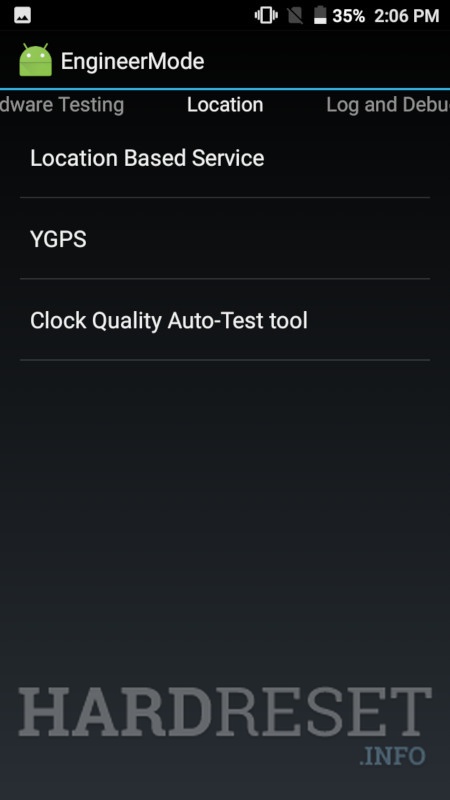 35% 2:06 PM
EngineerMode
dware Testing Location Log and Debu
Location Based Service
YGPS
Clock Quality Auto-Test tool
HARDRESET
.INFO